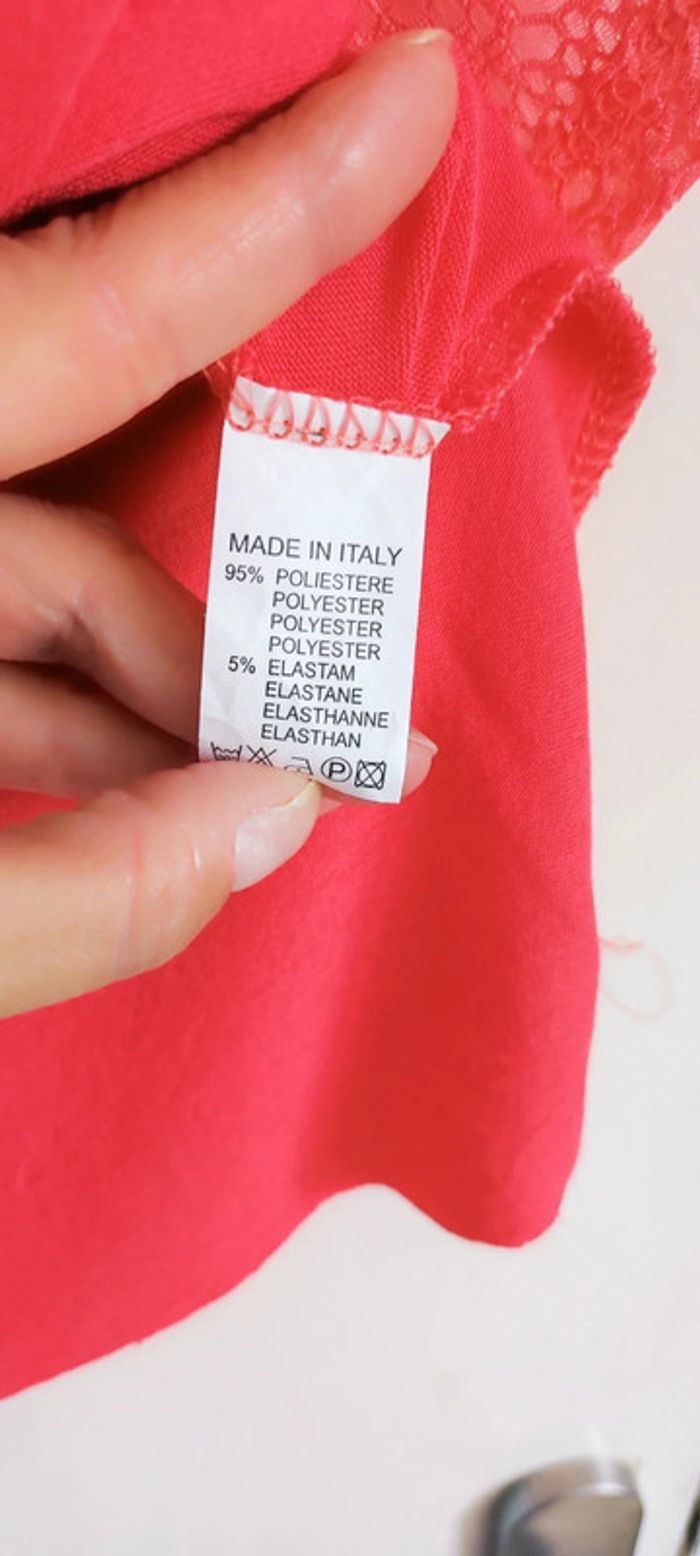 MADE IN ITALY
95% POLIESTERE
POLYESTER
POLYESTER
POLYESTER
5% ELASTAM
ELASTANE
ELASTHANNE
ELASTHAN
P